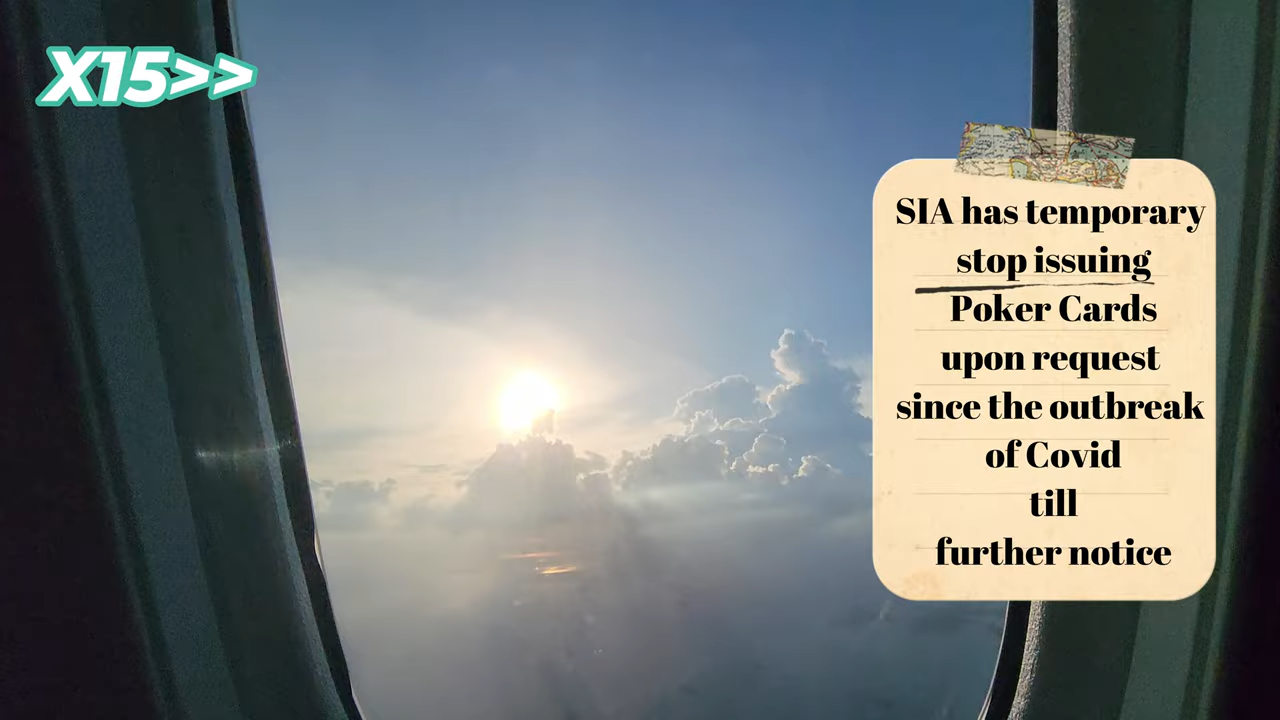 X15>>
SIA has temporary
stop issuing
Poker Cards
upon request
since the outbreak
of Covid
till
further notice